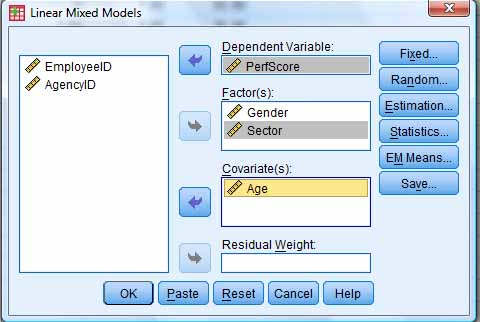 Linear Mixed Models
EmployeeID
AgencyID
Dependent Variable:
PerfScore
Factor(s):
Gender
Sector
Covariate(s):
Age
Residual Weight:
Fixed...
Random...
Estimation...
Statistics...
EM Means...
Save...
OK
Paste
Reset
Cancel
Help